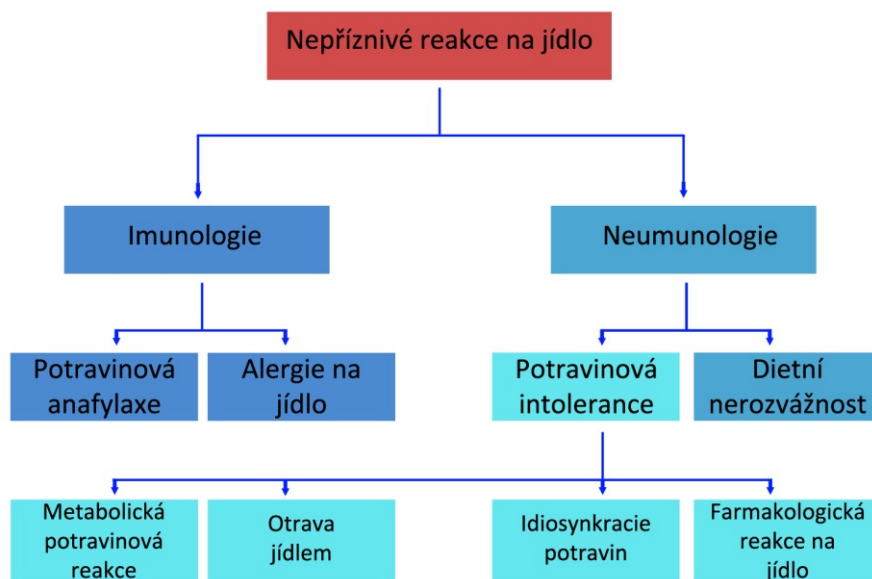 Nepříznivé reakce na jídlo
Imunologie
Neumunologie
Potravinová
anafylaxe
Alergie na
jídlo
Potravinová
intolerance
Dietní
nerozvážnost
Metabolická
potravinová
reakce
Otrava
jídlem
Idiosynkracie
potravin
Farmakologická
reakce na
jídlo